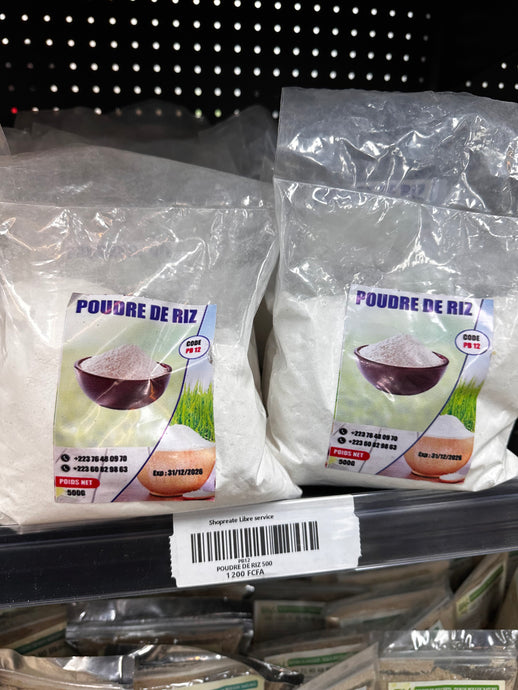 POUDRE DE RIZ
CODE
PB 12
+223 76 48 09 70
+223 60 82 98 63
POIDS NET
500G
Exp : 31/12/2026
POUDRE DE RIZ
CODE
PB 12
+223 76 48 09 70
+223 60 82 98 63
POIDS NET
500G
Exp : 31/12/2026
Shopreate Libre service
PB12
POUDRE DE RIZ 500
1 200 FCFA